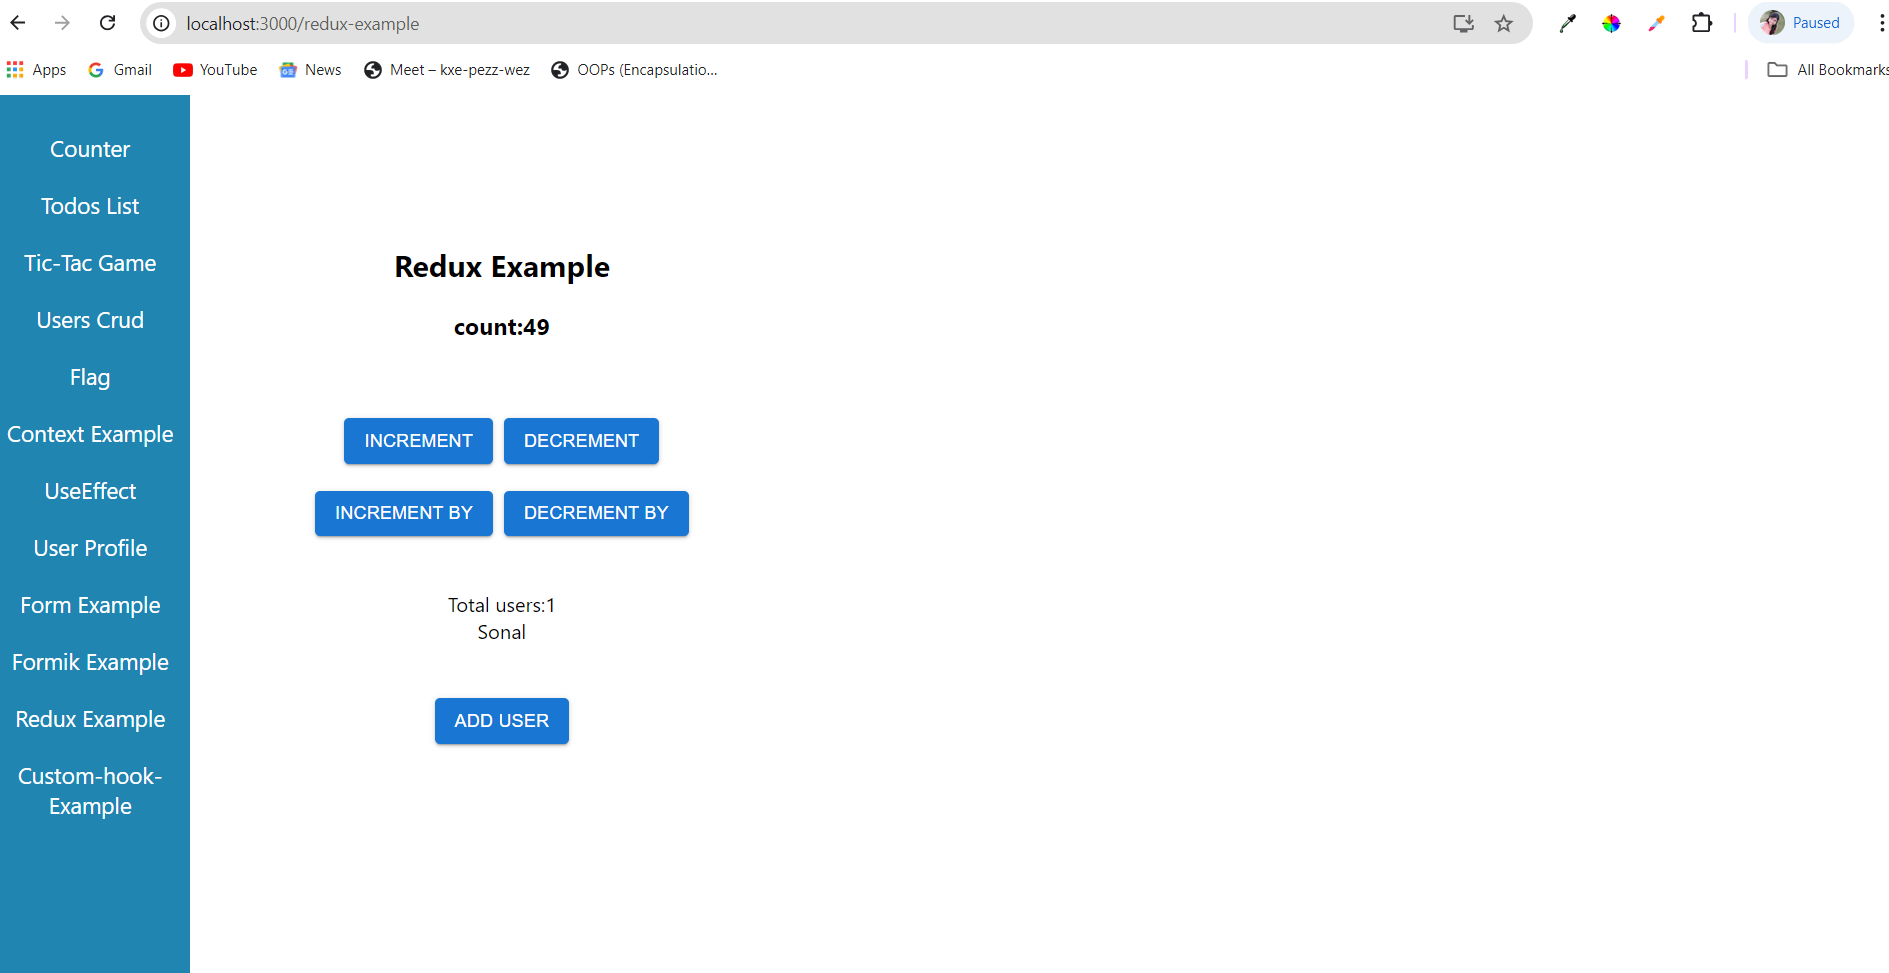 localhost:3000/redux-example
Paused
Apps
Gmail
YouTube
News
Meet – kxe-pezz-wez
OOPs (Encapsulatio...
All Bookmarks
Counter
Todos List
Tic-Tac Game
Users Crud
Flag
Context Example
UseEffect
User Profile
Form Example
Formik Example
Redux Example
Custom-hook-
Example
Redux Example
count:49
INCREMENT
DECREMENT
INCREMENT BY
DECREMENT BY
Total users:1
Sonal
ADD USER